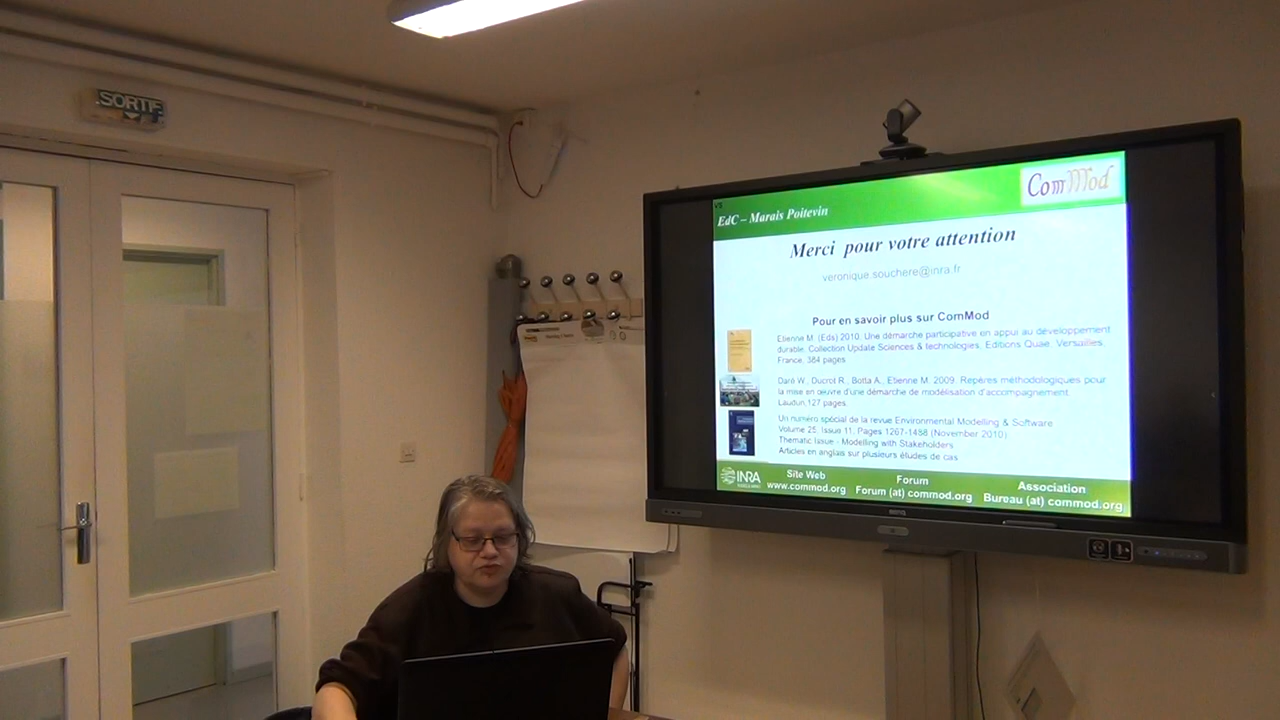 SORTIE
V1
EdC – Marais Poitevin
ComMod
Merci pour votre attention
veronique.souchere@inra.fr
Pour en savoir plus sur ComMod
Etienne M. (Eds) 2010. Une démarche participative en appui au développement
durable. Collection Update Sciences & technologies, Editions Quae, Versailles,
France, 384 pages
Daré W., Ducrot R., Botta A., Etienne M. 2009. Repères méthodologiques pour
la mise en œuvre d'une démarche de modélisation d'accompagnement
Laudun, 127 pages.
Un numéro spécial de la revue Environmental Modelling & Software
Volume 25, Issue 11, Pages 1267-1488 (November 2010)
Thematic Issue - Modelling with Stakeholders
Articles en anglais sur plusieurs études de cas
INRA
Site Web
www.commod.org
Forum
Forum (at) commod.org
Association
Bureau (at) commod.org
BENQ